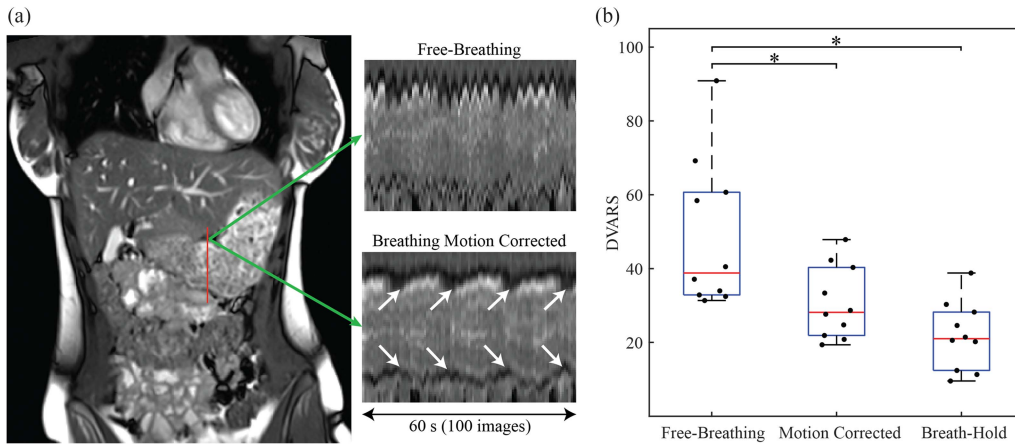 (a)
Free-Breathing
Breathing Motion Corrected
60 s (100 images)
(b)
100
80
60
40
20
DVARS
*
*
Free-Breathing Motion Corrected Breath-Hold